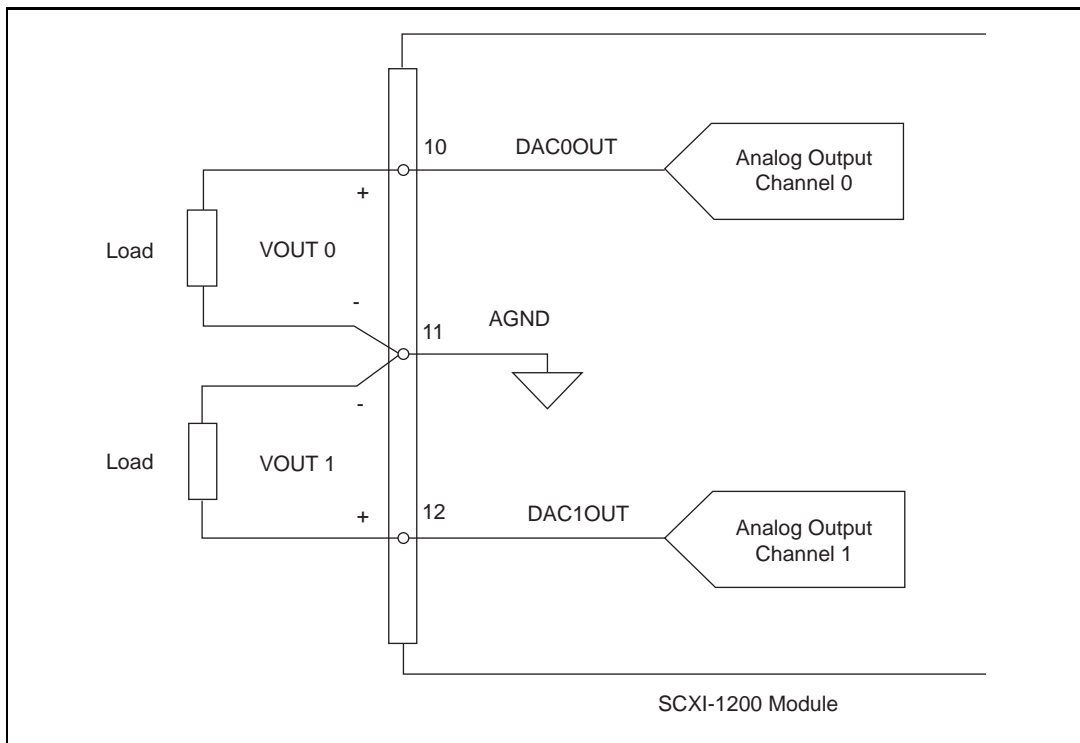 10
DAC0OUT
Analog Output
Channel 0
+
Load
VOUT 0
-
11
AGND
-
Load
VOUT 1
+
12
DAC1OUT
Analog Output
Channel 1
SCXI-1200 Module